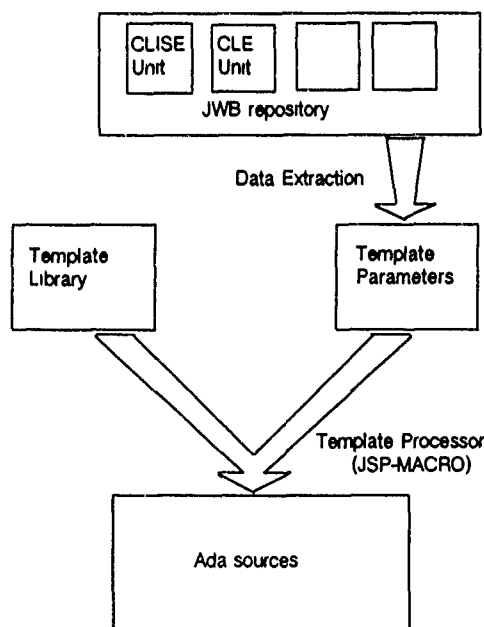 CLISE
Unit
CLE
Unit
JWB repository
Data Extraction
Template
Library
Template
Parameters
Template Processor
(JSP-MACRO)
Ada sources